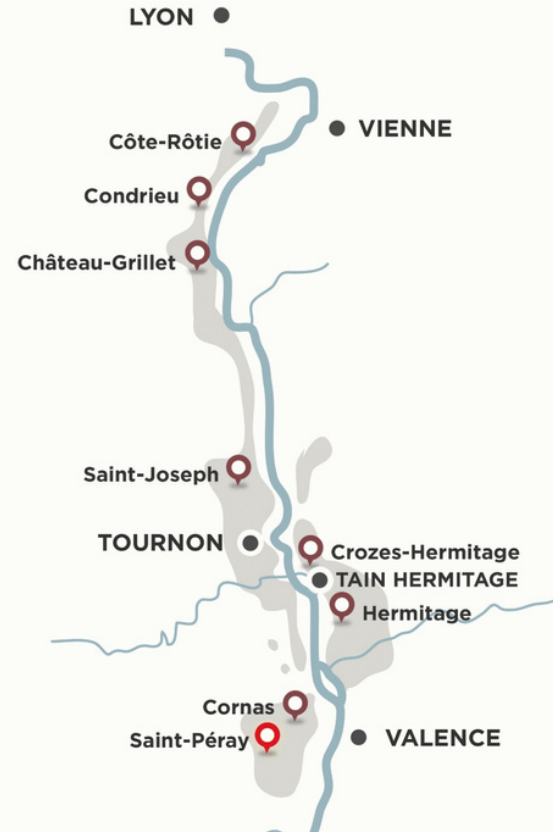 LYON
VIENNE
Côte-Rôtie
Condrieu
Château-Grillet
Saint-Joseph
TOURNON
Crozes-Hermitage
TAIN HERMITAGE
Hermitage
Cornas
Saint-Péray
VALENCE